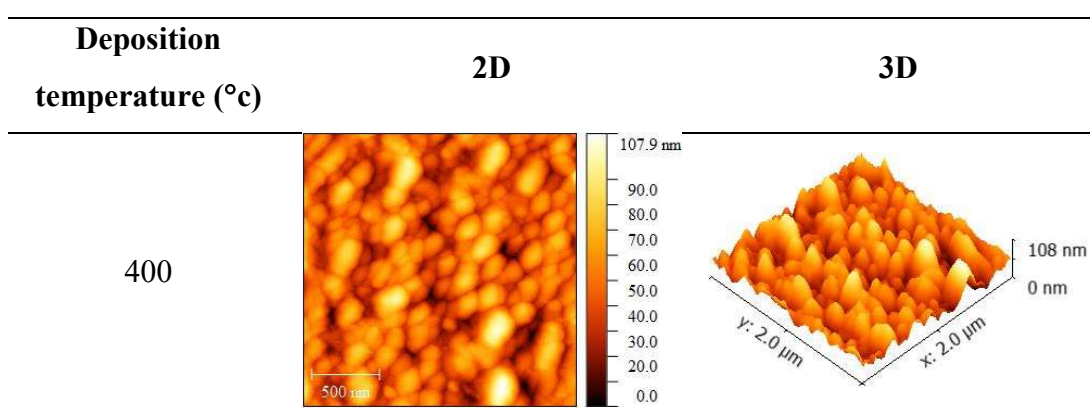 Deposition
temperature (°c)
2D
3D
400
500 nm
107.9 nm
90.0
80.0
70.0
60.0
50.0
40.0
30.0
20.0
0.0
108 nm
0 nm
y: 2.0 µm
x: 2.0 µm